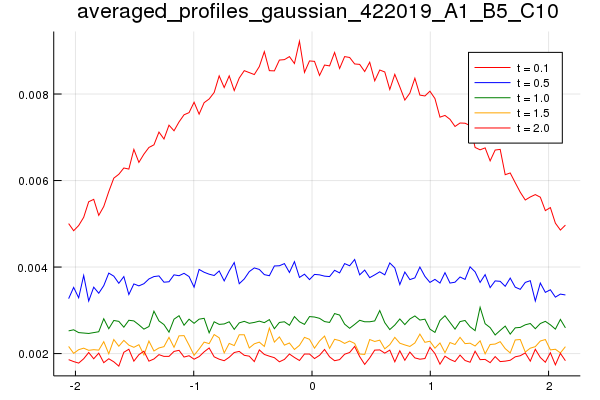 averaged_profiles_gaussian_422019_A1_B5_C10
t = 0.1
t = 0.5
t = 1.0
t = 1.5
t = 2.0
0.008
0.006
0.004
0.002
-2 -1 0 1 2